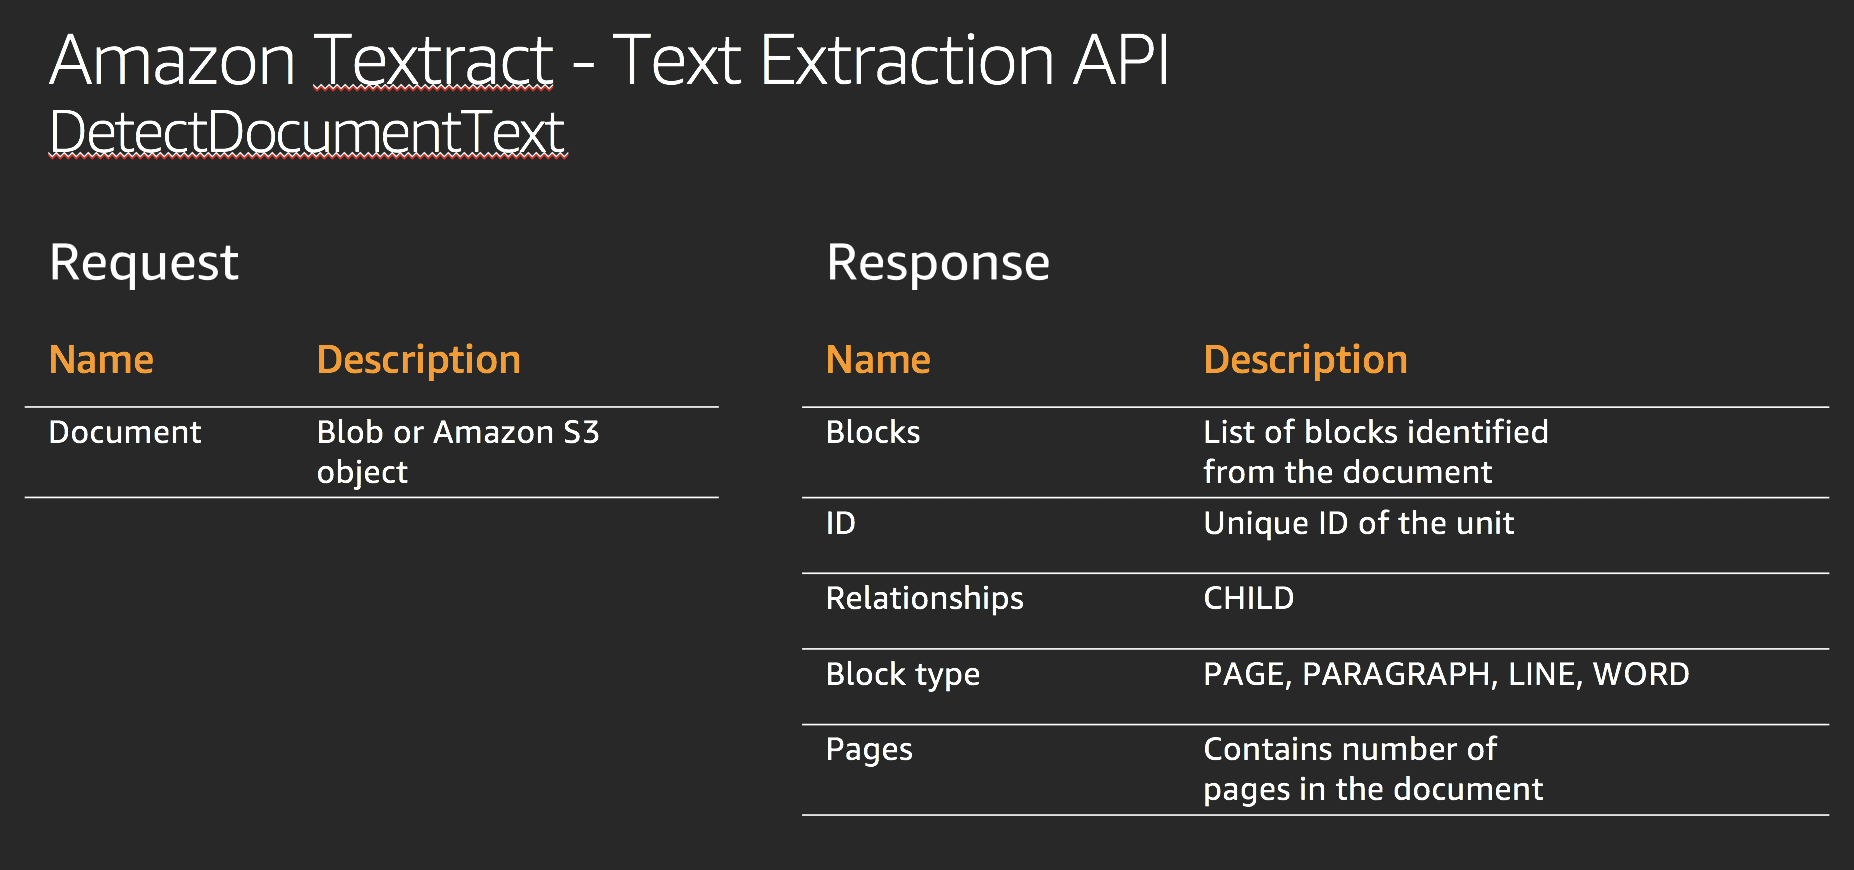 Amazon Textract - Text Extraction API
DetectDocumentText
Request
Name Description
Document Blob or Amazon S3
object
Response
Name Description
Blocks List of blocks identified
from the document
ID Unique ID of the unit
Relationships CHILD
Block type PAGE, PARAGRAPH, LINE, WORD
Pages Contains number of
pages in the document